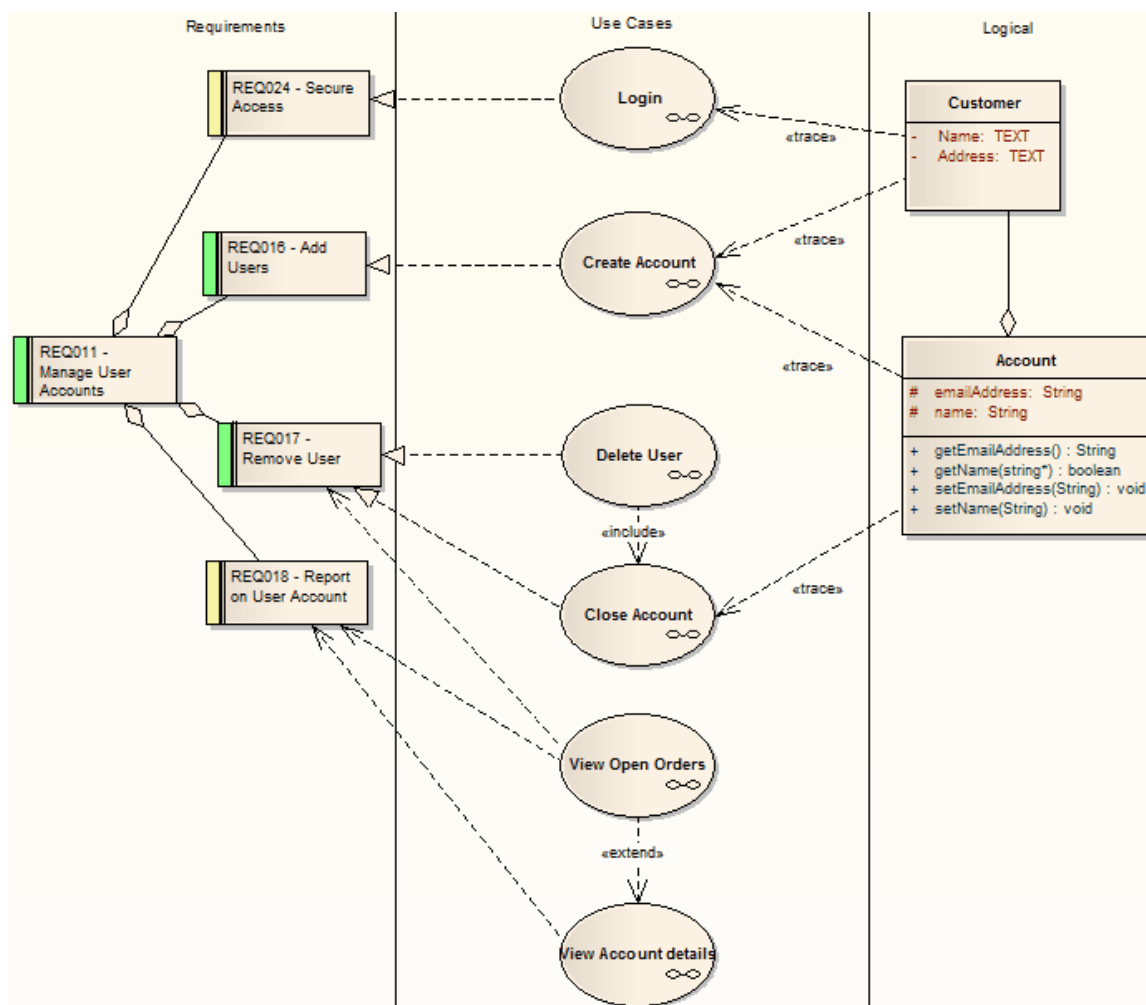 Requirements
Use Cases
Logical
REQ024 - Secure
Access
Login
Customer
- Name: TEXT
- Address: TEXT
«trace»
REQ016 - Add
Users
Create Account
«trace»
REQ011 -
Manage User
Accounts
«trace»
Account
# emailAddress: String
# name: String
+ getEmailAddress() : String
+ getName(string*) : boolean
+ setEmailAddress(String) : void
+ setName(String) : void
REQ017 -
Remove User
Delete User
«include»
REQ018 - Report
on User Account
Close Account
«trace»
View Open Orders
«extend»
View Account details